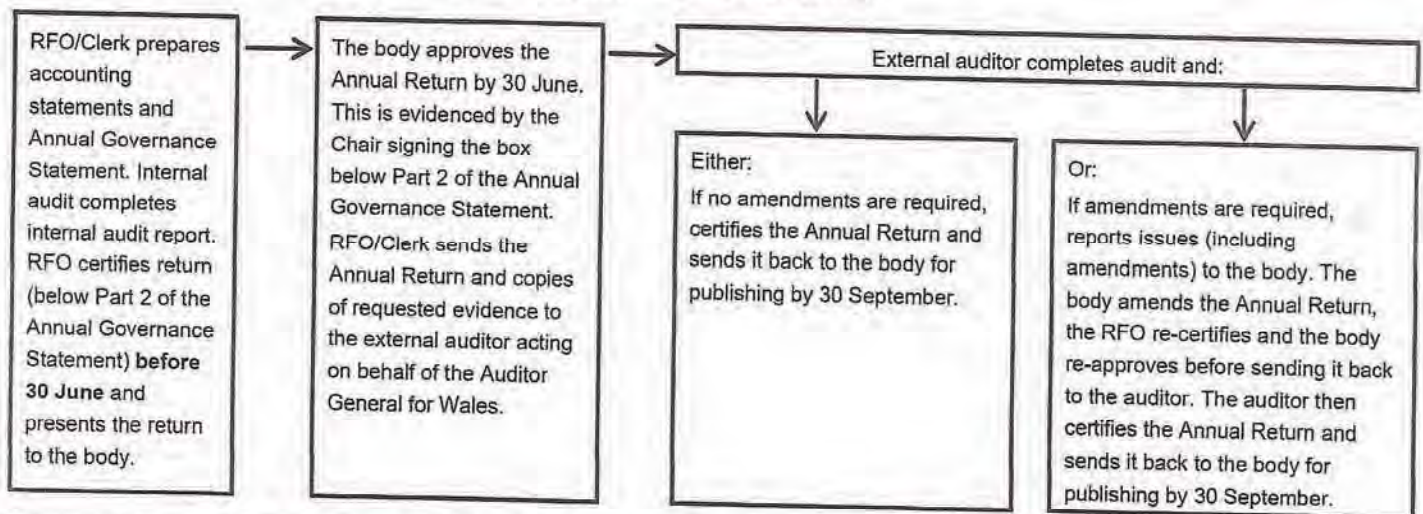 RFO/Clerk prepares
accounting
statements and
Annual Governance
Statement. Internal
audit completes
internal audit report.
RFO certifies return
(below Part 2 of the
Annual Governance
Statement) before
30 June and
presents the return
to the body.
The body approves the
Annual Return by 30 June.
This is evidenced by the
Chair signing the box
below Part 2 of the Annual
Governance Statement.
RFO/Clerk sends the
Annual Return and copies
of requested evidence to
the external auditor acting
on behalf of the Auditor
General for Wales.
External auditor completes audit and:
Either:
If no amendments are required,
certifies the Annual Return and
sends it back to the body for
publishing by 30 September.
Or:
If amendments are required,
reports issues (including
amendments) to the body. The
body amends the Annual Return,
the RFO re-certifies and the body
re-approves before sending it back
to the auditor. The auditor then
certifies the Annual Return and
sends it back to the body for
publishing by 30 September.